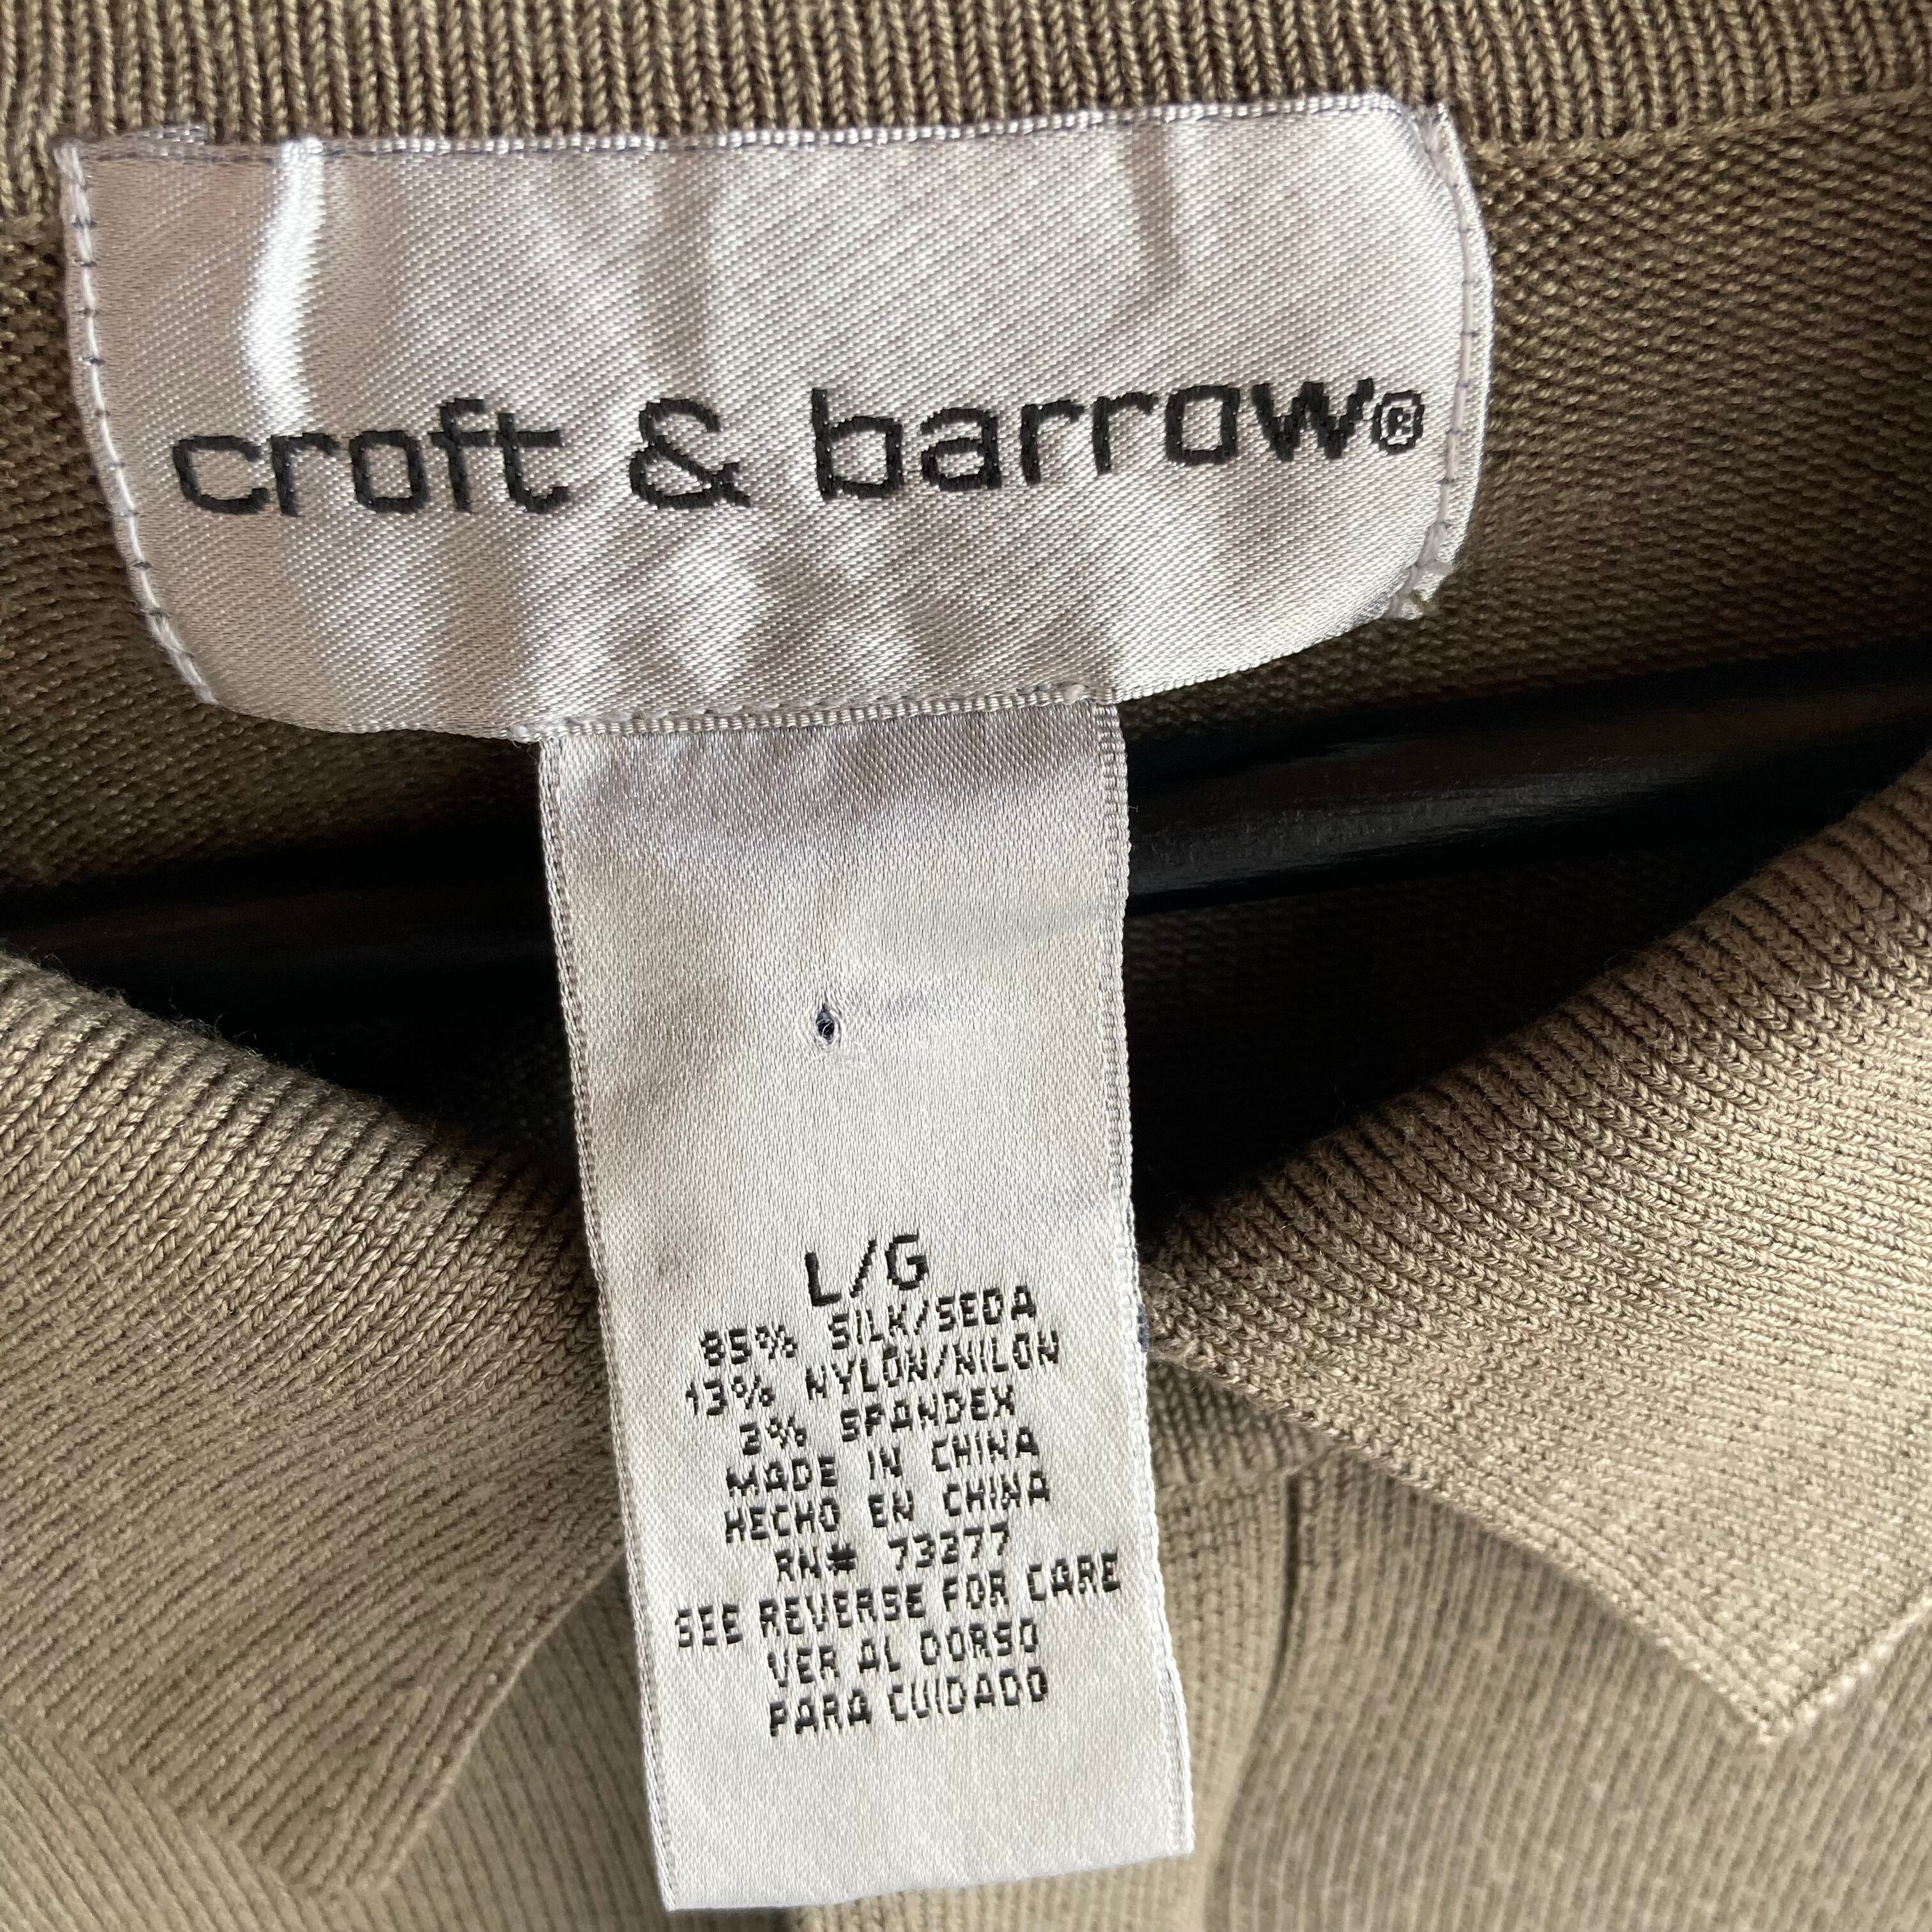 croft & barrow®
L/G
85% SILK/SEDA
13% NYLON/NILON
2% SPANDEX
MADE IN CHINA
HECHO EN CHINA
RN# 73277
SEE REVERSE FOR CARE
VER AL DORSO
PARA CUIDADO